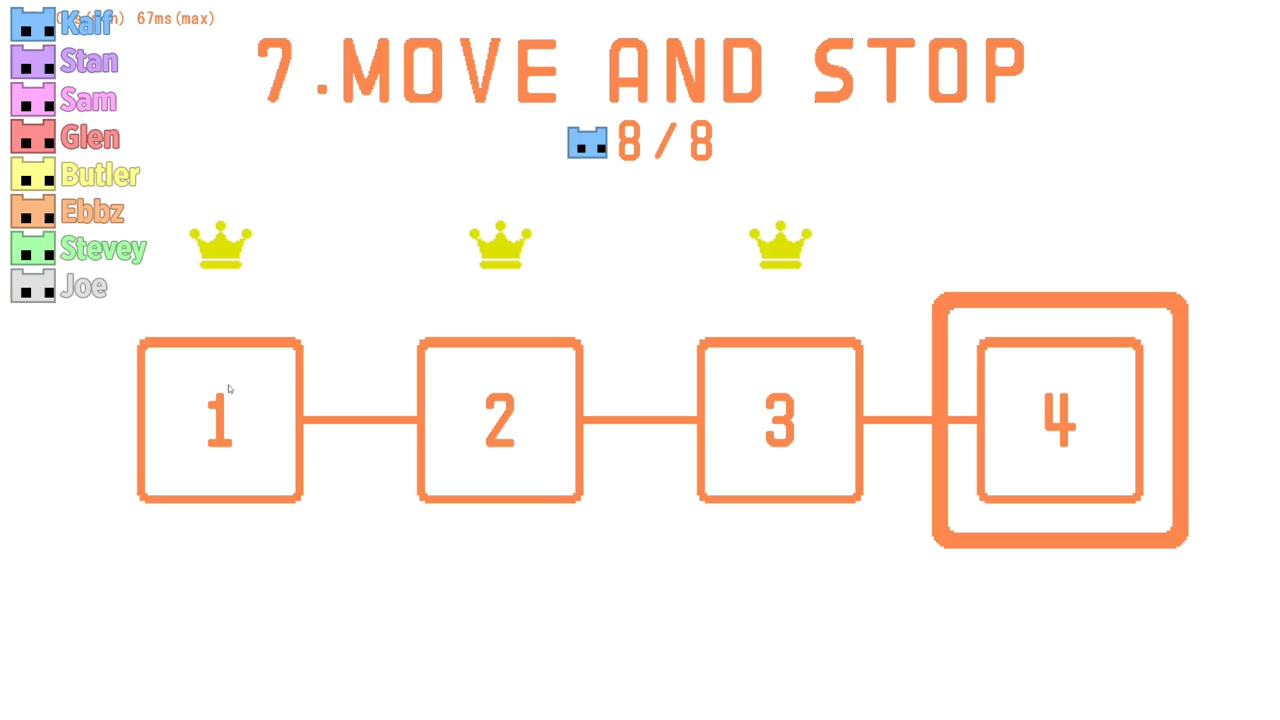 67ms(max)
Kaif
7.MOVE AND STOP
Stan
Sam
Glen
8/8
Butler
Ebbz
Stevey
Joe
1
2
3
4